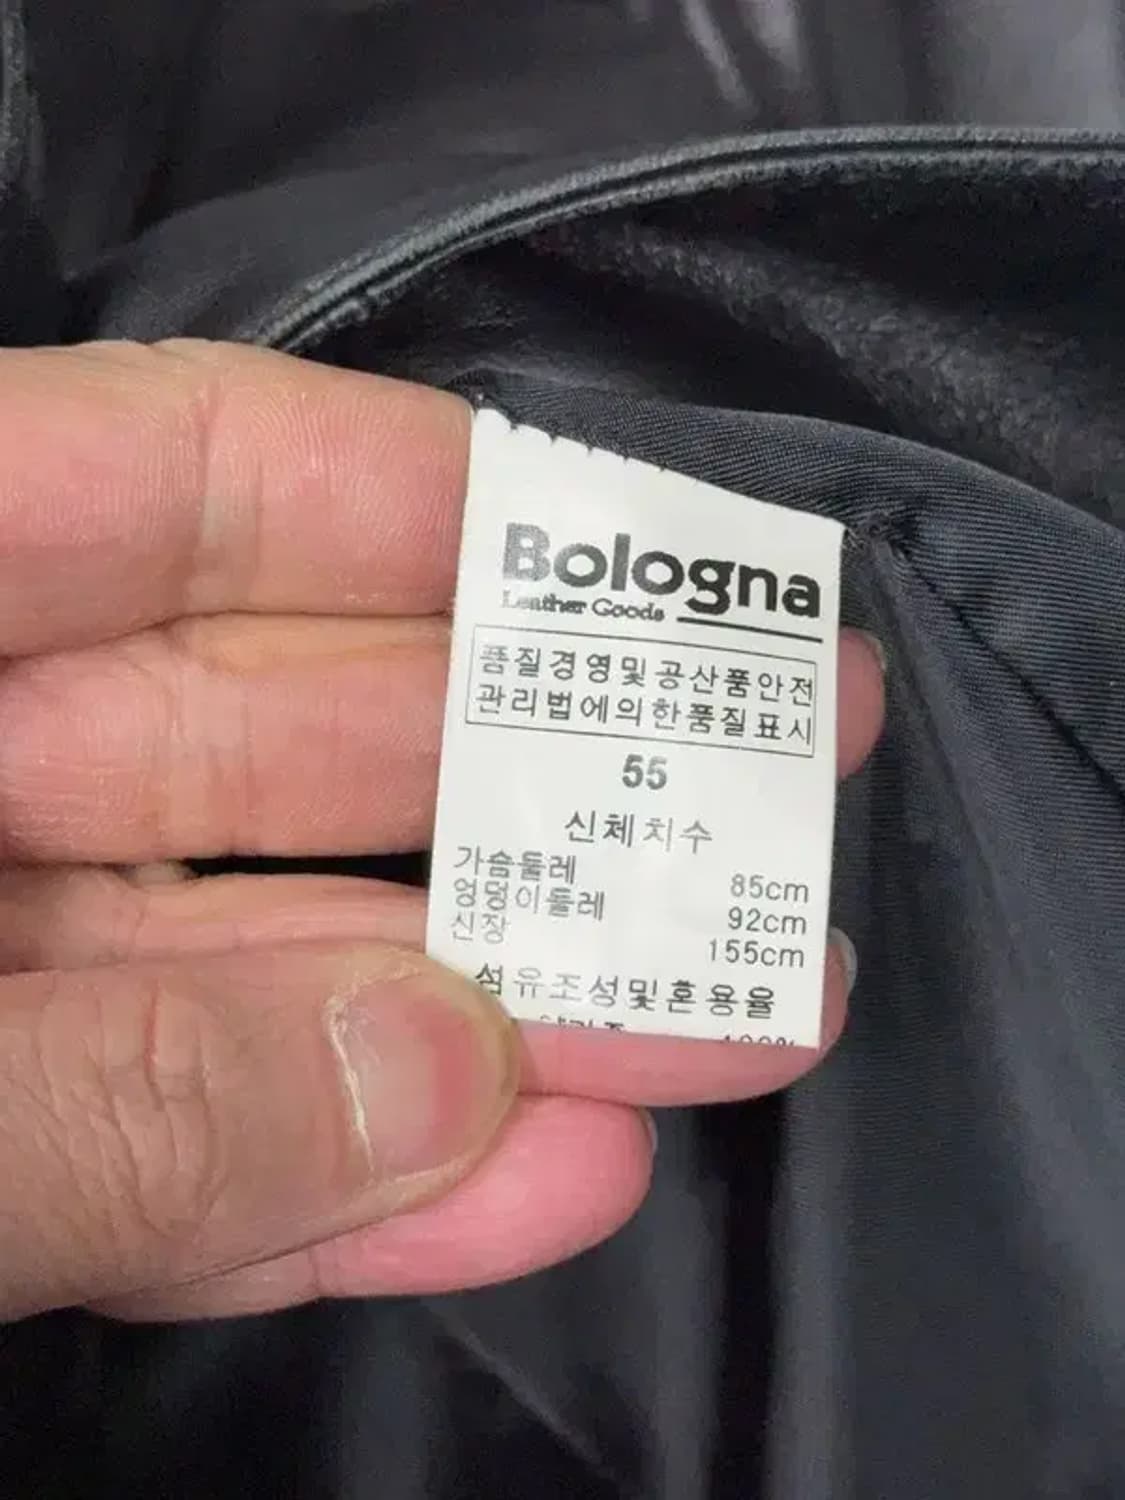 Bologna
Leather Goods
품질경영및공산품안전
관리법에의한품질표시
55
신체치수
가슴둘레 85cm
엉덩이둘레 92cm
신장 155cm
섬유조성및혼용율
100%